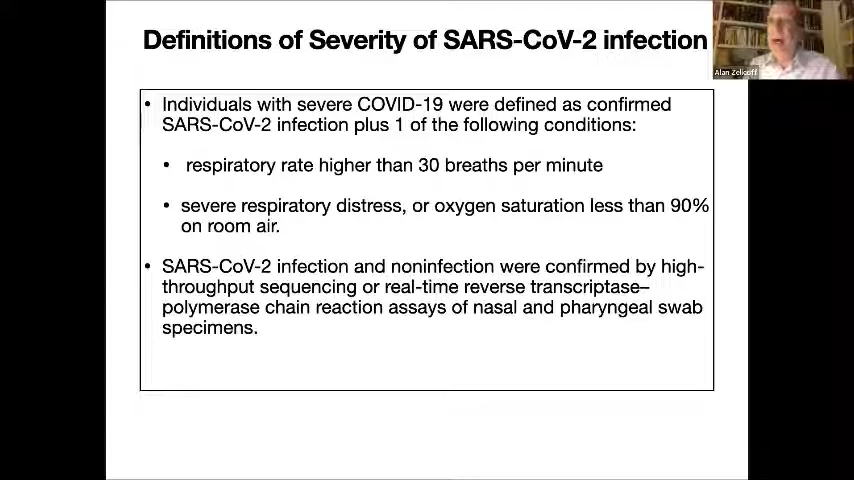 Definitions of Severity of SARS-CoV-2 infection
Alan Zelicoff
• Individuals with severe COVID-19 were defined as confirmed
SARS-CoV-2 infection plus 1 of the following conditions:
• respiratory rate higher than 30 breaths per minute
• severe respiratory distress, or oxygen saturation less than 90%
on room air.
• SARS-CoV-2 infection and noninfection were confirmed by high-
throughput sequencing or real-time reverse transcriptase–
polymerase chain reaction assays of nasal and pharyngeal swab
specimens.